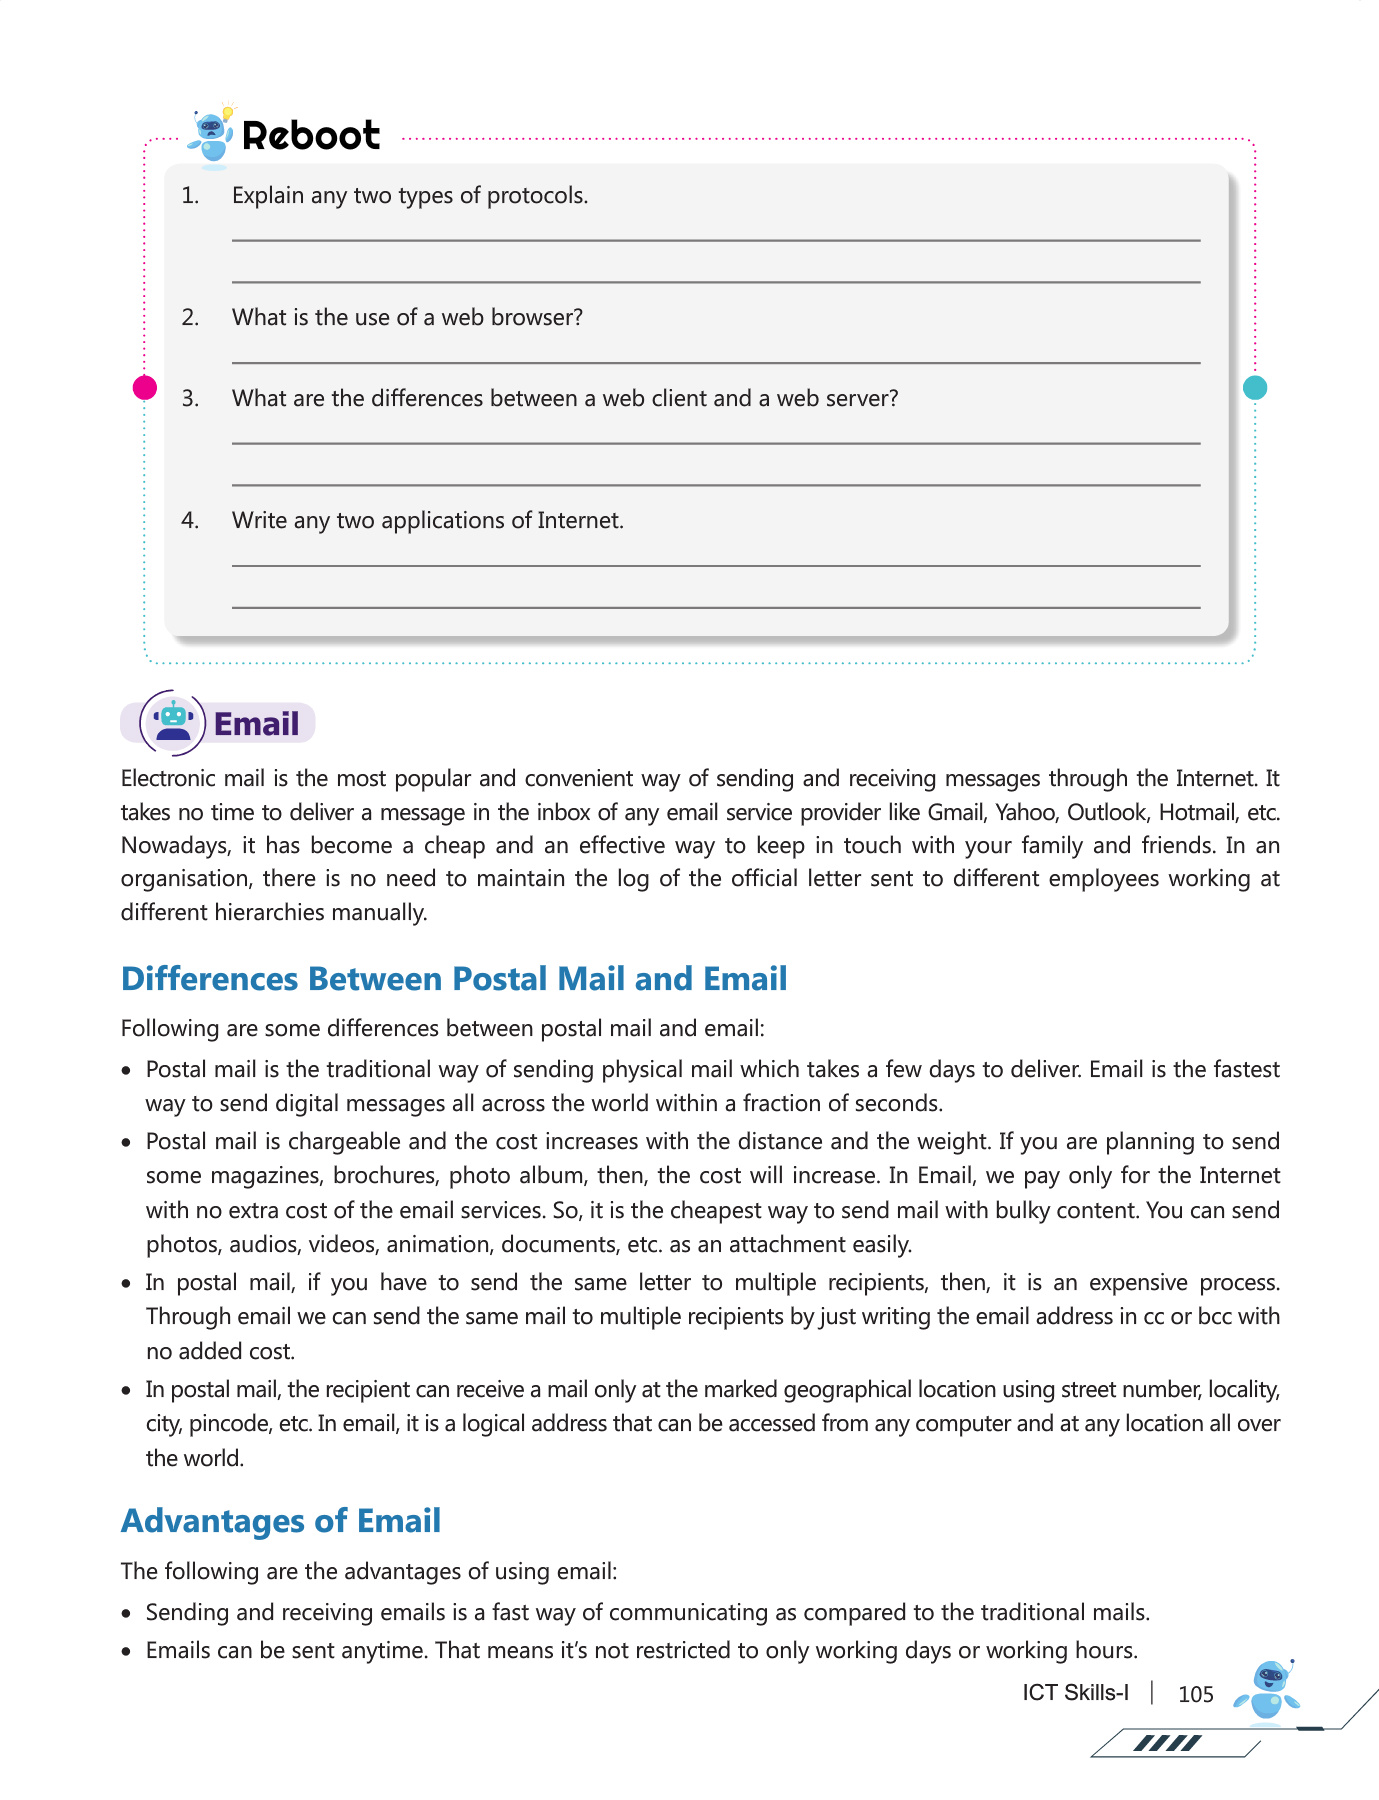 Reboot
1. Explain any two types of protocols.
2. What is the use of a web browser?
3. What are the differences between a web client and a web server?
4. Write any two applications of Internet.
Email
Electronic mail is the most popular and convenient way of sending and receiving messages through the Internet. It
takes no time to deliver a message in the inbox of any email service provider like Gmail, Yahoo, Outlook, Hotmail, etc.
Nowadays, it has become a cheap and an effective way to keep in touch with your family and friends. In an
organisation, there is no need to maintain the log of the official letter sent to different employees working at
different hierarchies manually.
Differences Between Postal Mail and Email
Following are some differences between postal mail and email:
• Postal mail is the traditional way of sending physical mail which takes a few days to deliver. Email is the fastest
way to send digital messages all across the world within a fraction of seconds.
• Postal mail is chargeable and the cost increases with the distance and the weight. If you are planning to send
some magazines, brochures, photo album, then, the cost will increase. In Email, we pay only for the Internet
with no extra cost of the email services. So, it is the cheapest way to send mail with bulky content. You can send
photos, audios, videos, animation, documents, etc. as an attachment easily.
• In postal mail, if you have to send the same letter to multiple recipients, then, it is an expensive process.
Through email we can send the same mail to multiple recipients by just writing the email address in cc or bcc with
no added cost.
• In postal mail, the recipient can receive a mail only at the marked geographical location using street number, locality,
city, pincode, etc. In email, it is a logical address that can be accessed from any computer and at any location all over
the world.
Advantages of Email
The following are the advantages of using email:
• Sending and receiving emails is a fast way of communicating as compared to the traditional mails.
• Emails can be sent anytime. That means it's not restricted to only working days or working hours.
ICT Skills-I | 105